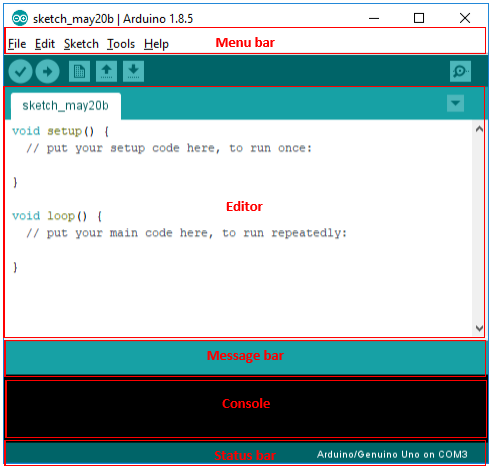 sketch_may20b | Arduino 1.8.5
File Edit Sketch Tools Help
Menu bar
sketch_may20b
void setup() {
// put your setup code here, to run once:
}
Editor
void loop() {
// put your main code here, to run repeatedly:
}
Message bar
Console
Status bar
Arduino/Genuino Uno on COM3